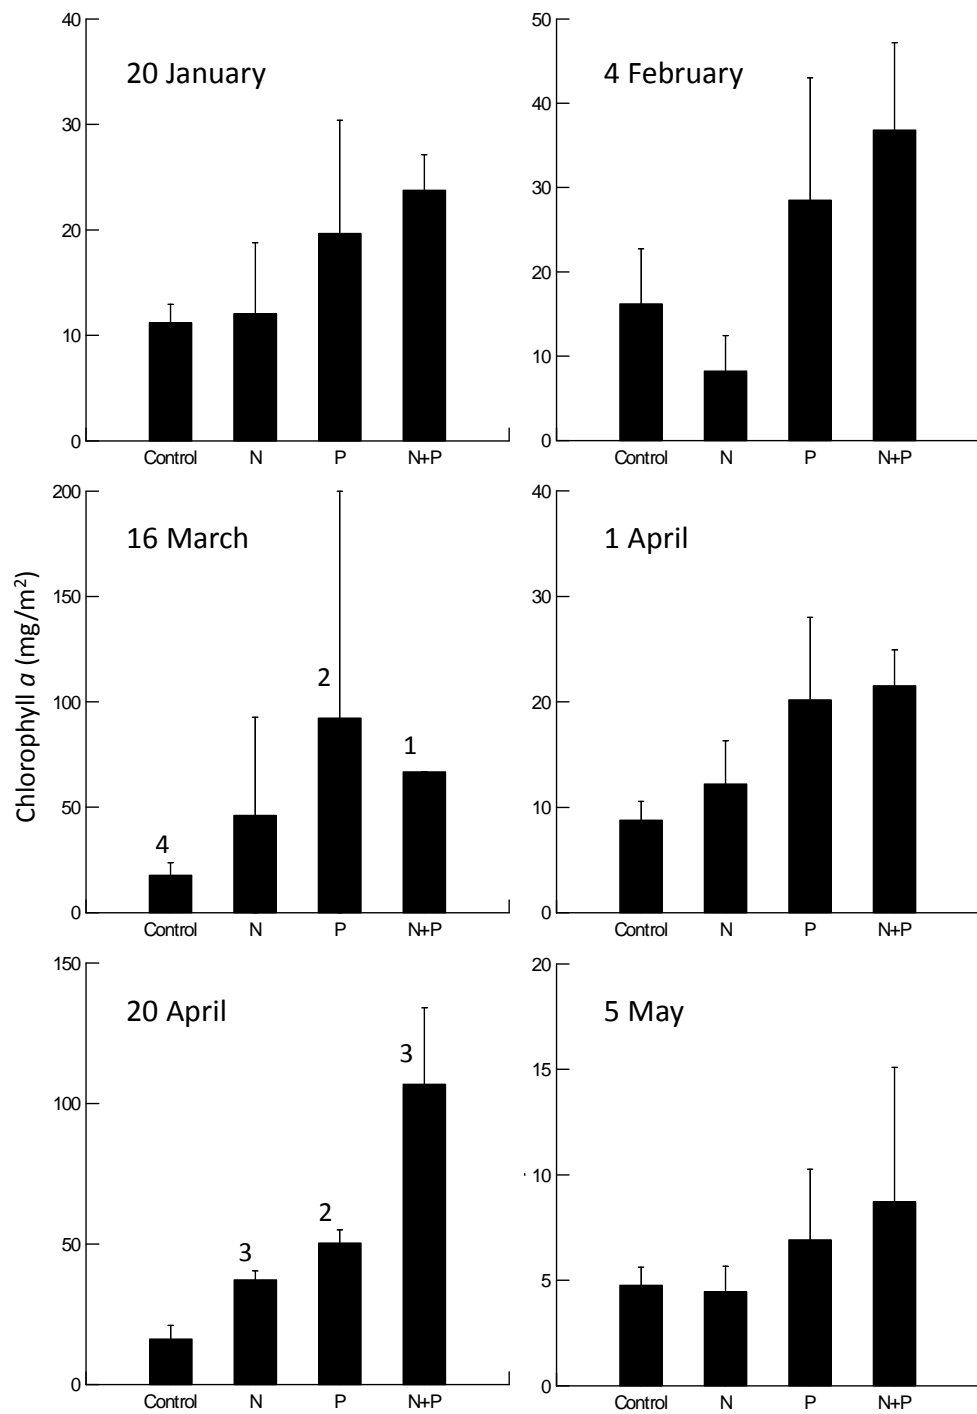 40
30
20
10
0
20 January
Control N P N+P
50
40
30
20
10
0
4 February
Control N P N+P
Chlorophyll a (mg/m²)
200
150
100
50
0
16 March
4
2
1
Control N P N+P
40
30
20
10
0
1 April
Control N P N+P
150
100
50
0
20 April
3
2
3
Control N P N+P
20
15
10
5
0
5 May
Control N P N+P